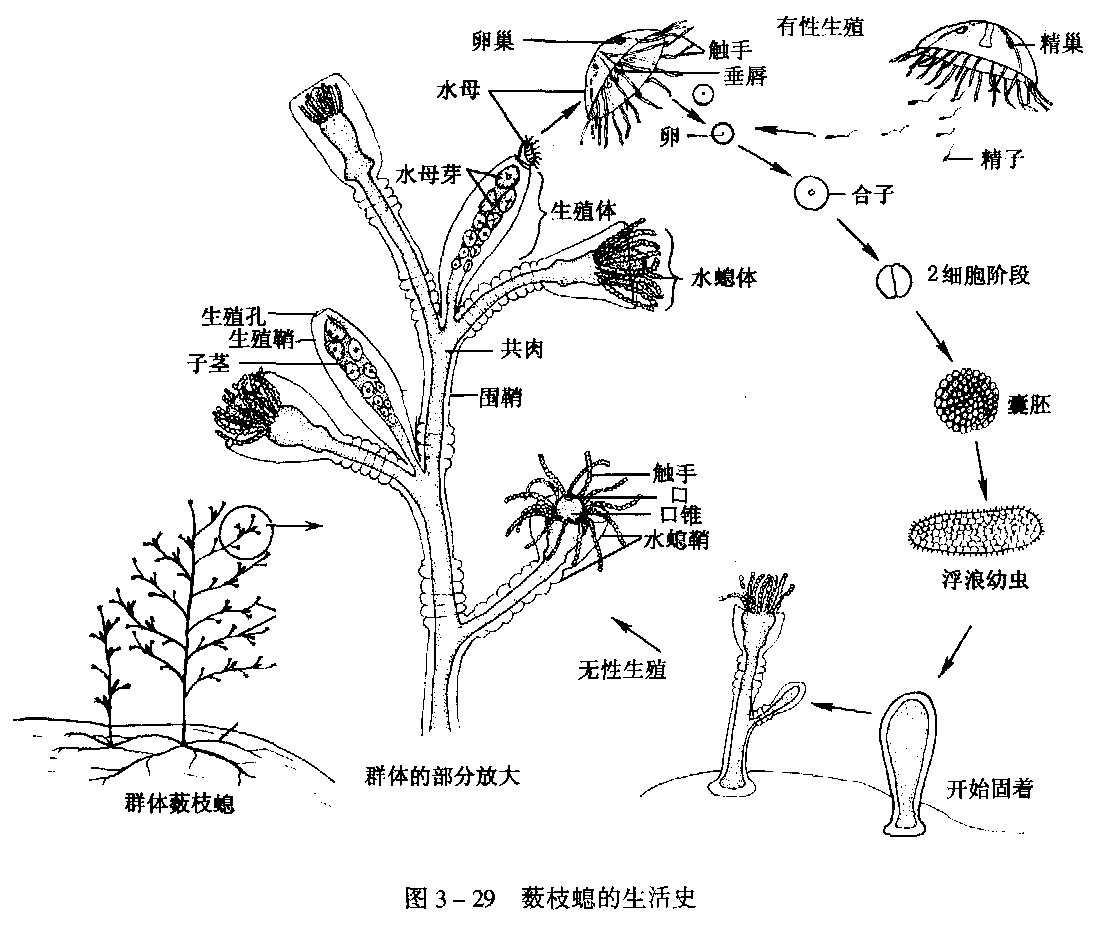 有性生殖
卵巢
触手
精巢
垂唇
水母
卵
精子
水母芽
合子
生殖体
水螅体
2细胞阶段
生殖孔
生殖鞘
子茎
共肉
围鞘
囊胚
触手
口
口锥
水螅鞘
浮浪幼虫
无性生殖
群体的部分放大
开始固着
群体薮枝螅
图 3-29 薮枝螅的生活史